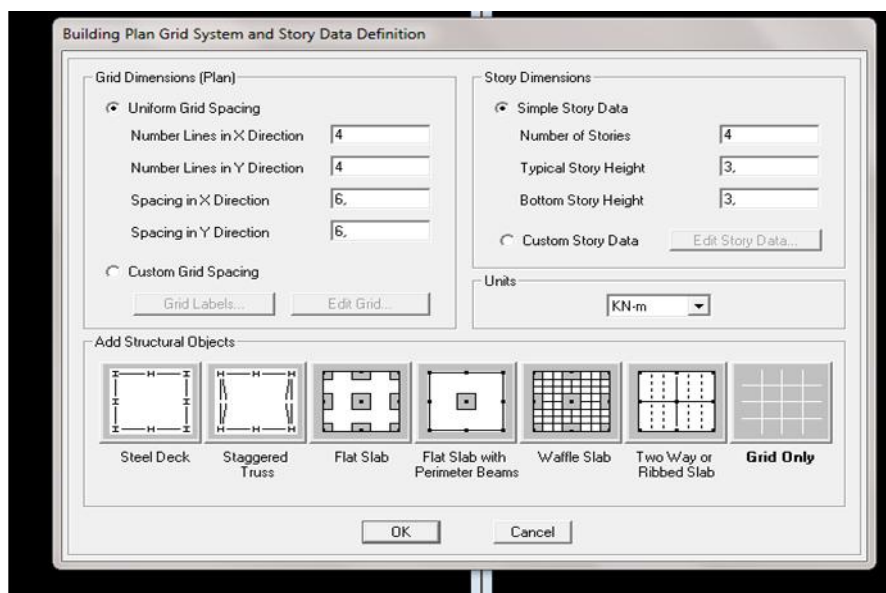 Building Plan Grid System and Story Data Definition
Grid Dimensions (Plan)
Uniform Grid Spacing
Number Lines in X Direction 4
Number Lines in Y Direction 4
Spacing in X Direction 6,
Spacing in Y Direction 6,
Custom Grid Spacing
Grid Labels... Edit Grid...
Story Dimensions
Simple Story Data
Number of Stories 4
Typical Story Height 3,
Bottom Story Height 3,
Custom Story Data Edit Story Data...
Units
KN-m
Add Structural Objects
Steel Deck
Staggered
Truss
Flat Slab
Flat Slab with
Perimeter Beams
Waffle Slab
Two Way or
Ribbed Slab
Grid Only
OK Cancel